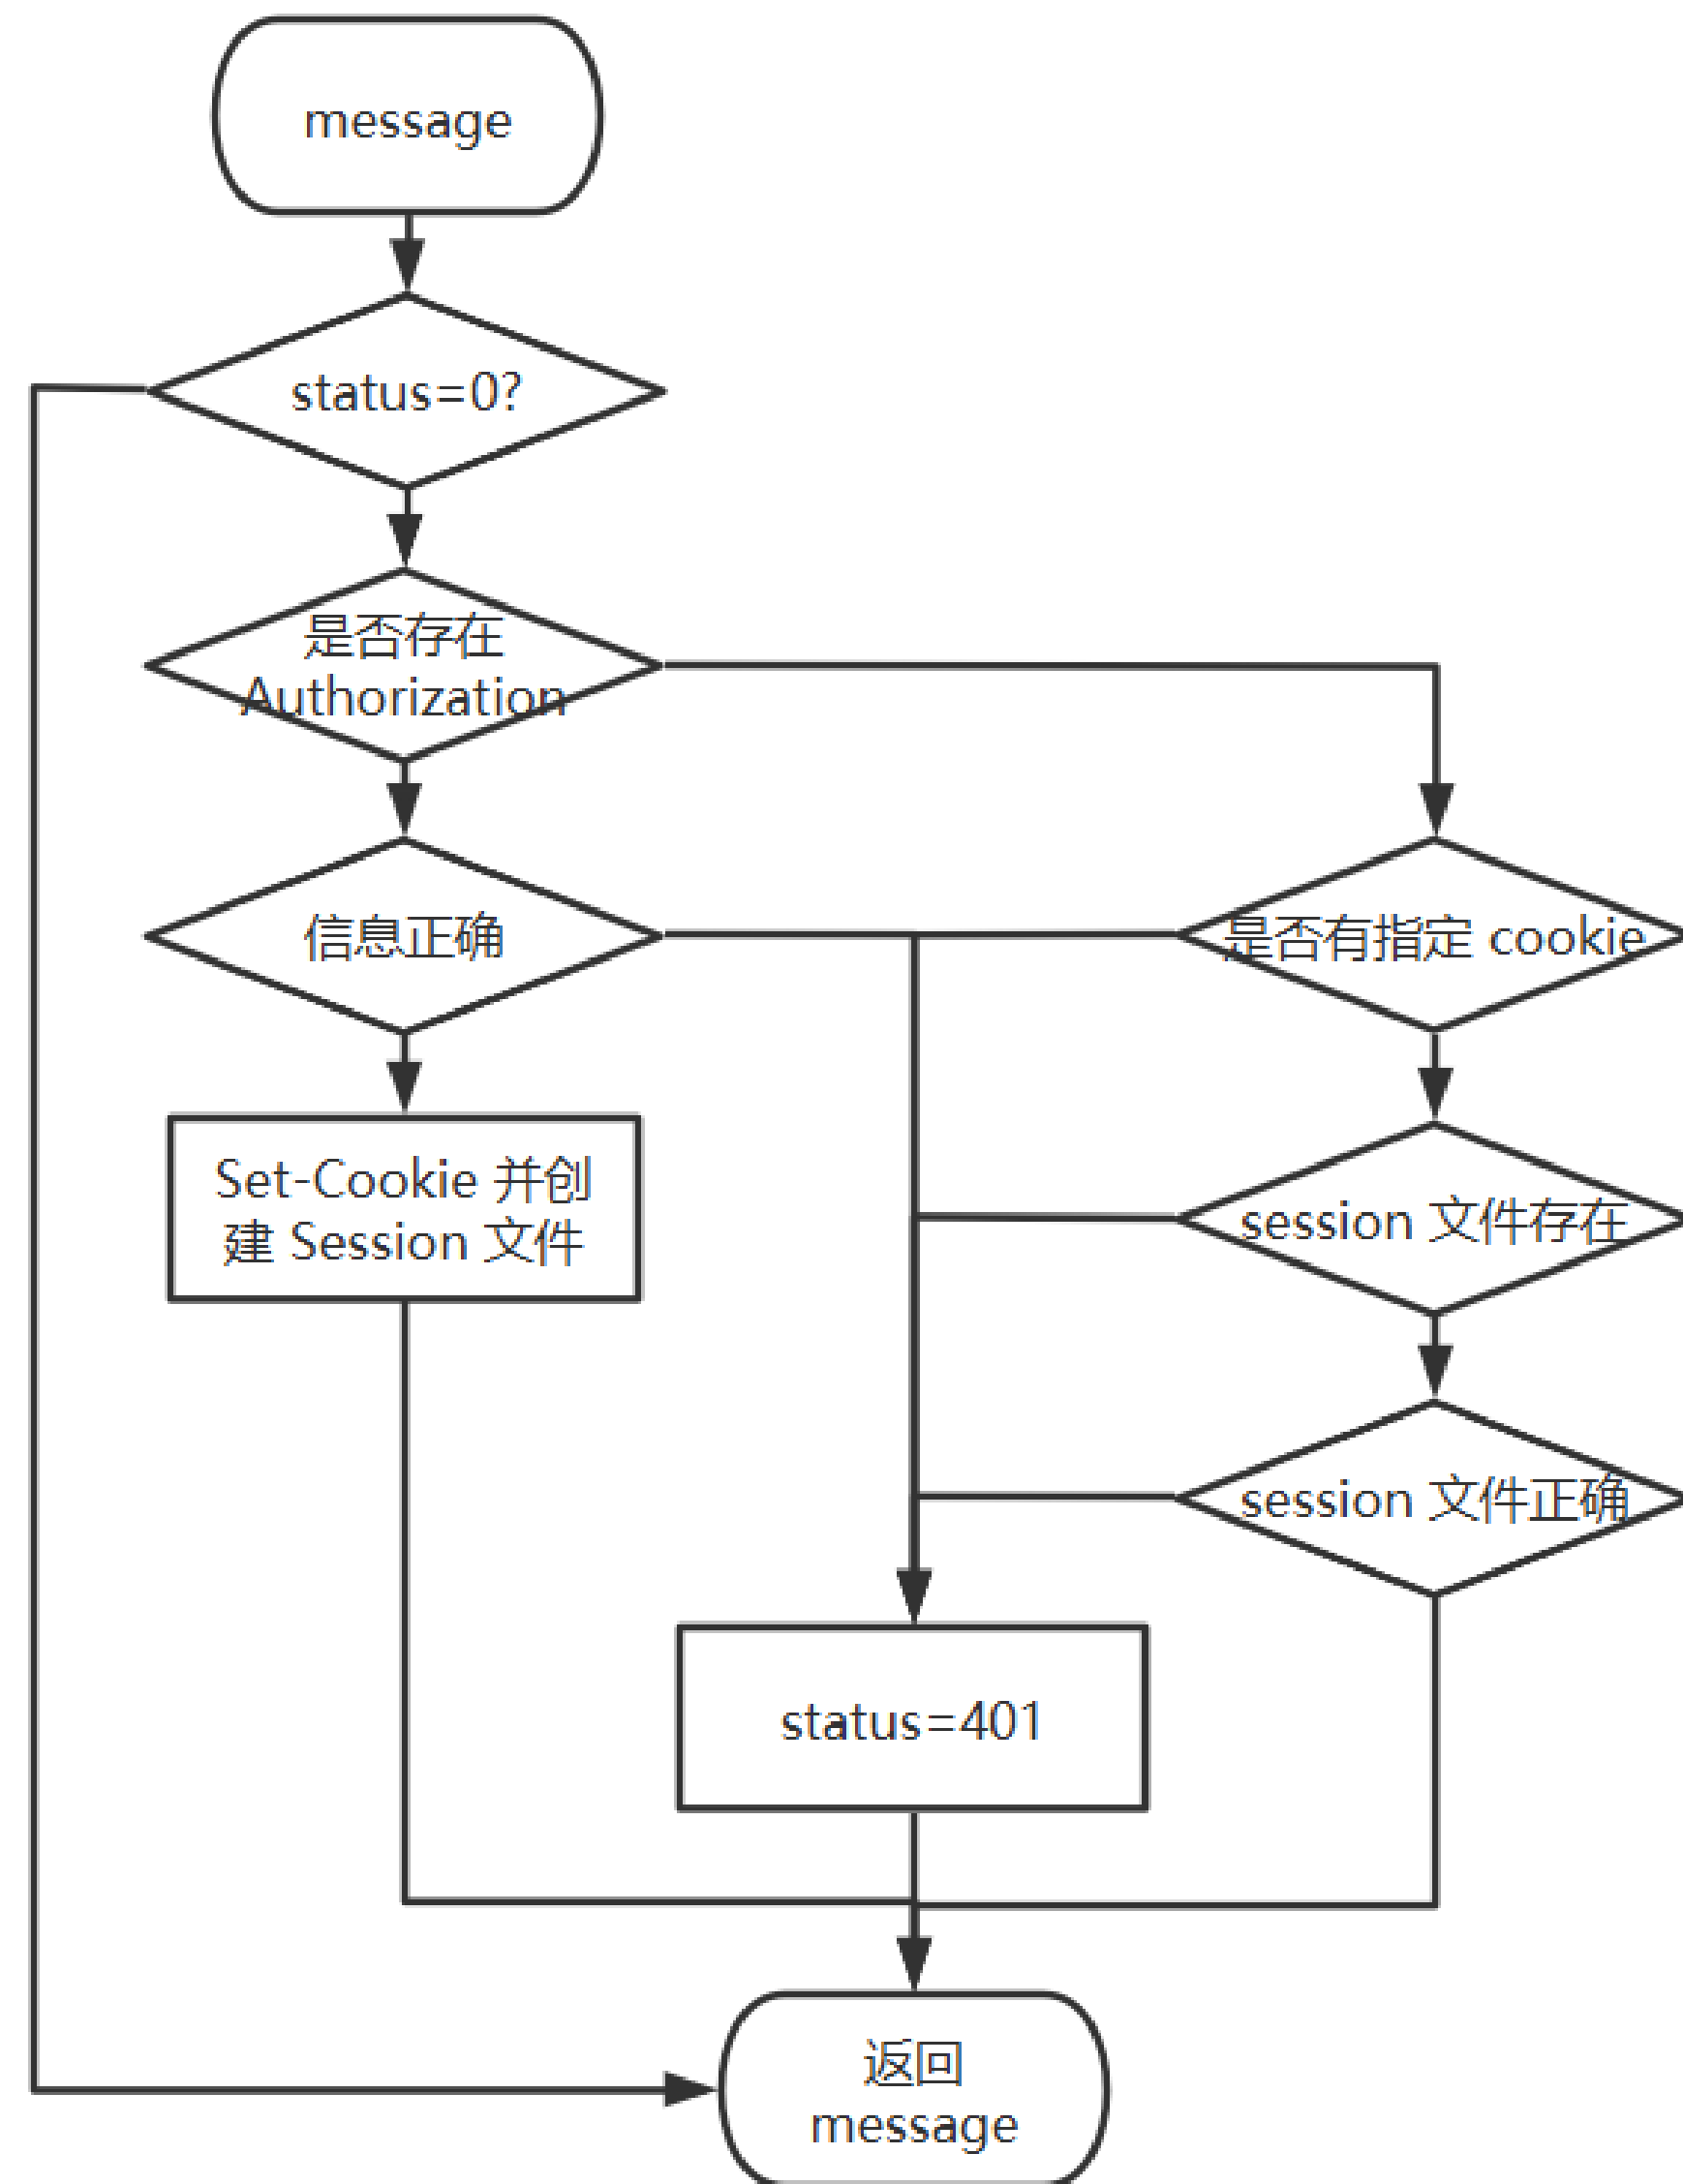 message
status=0?
是否存在
Authorization
信息正确
是否有指定 cookie
Set-Cookie 并创
建 Session 文件
session 文件存在
session 文件正确
status=401
返回
message